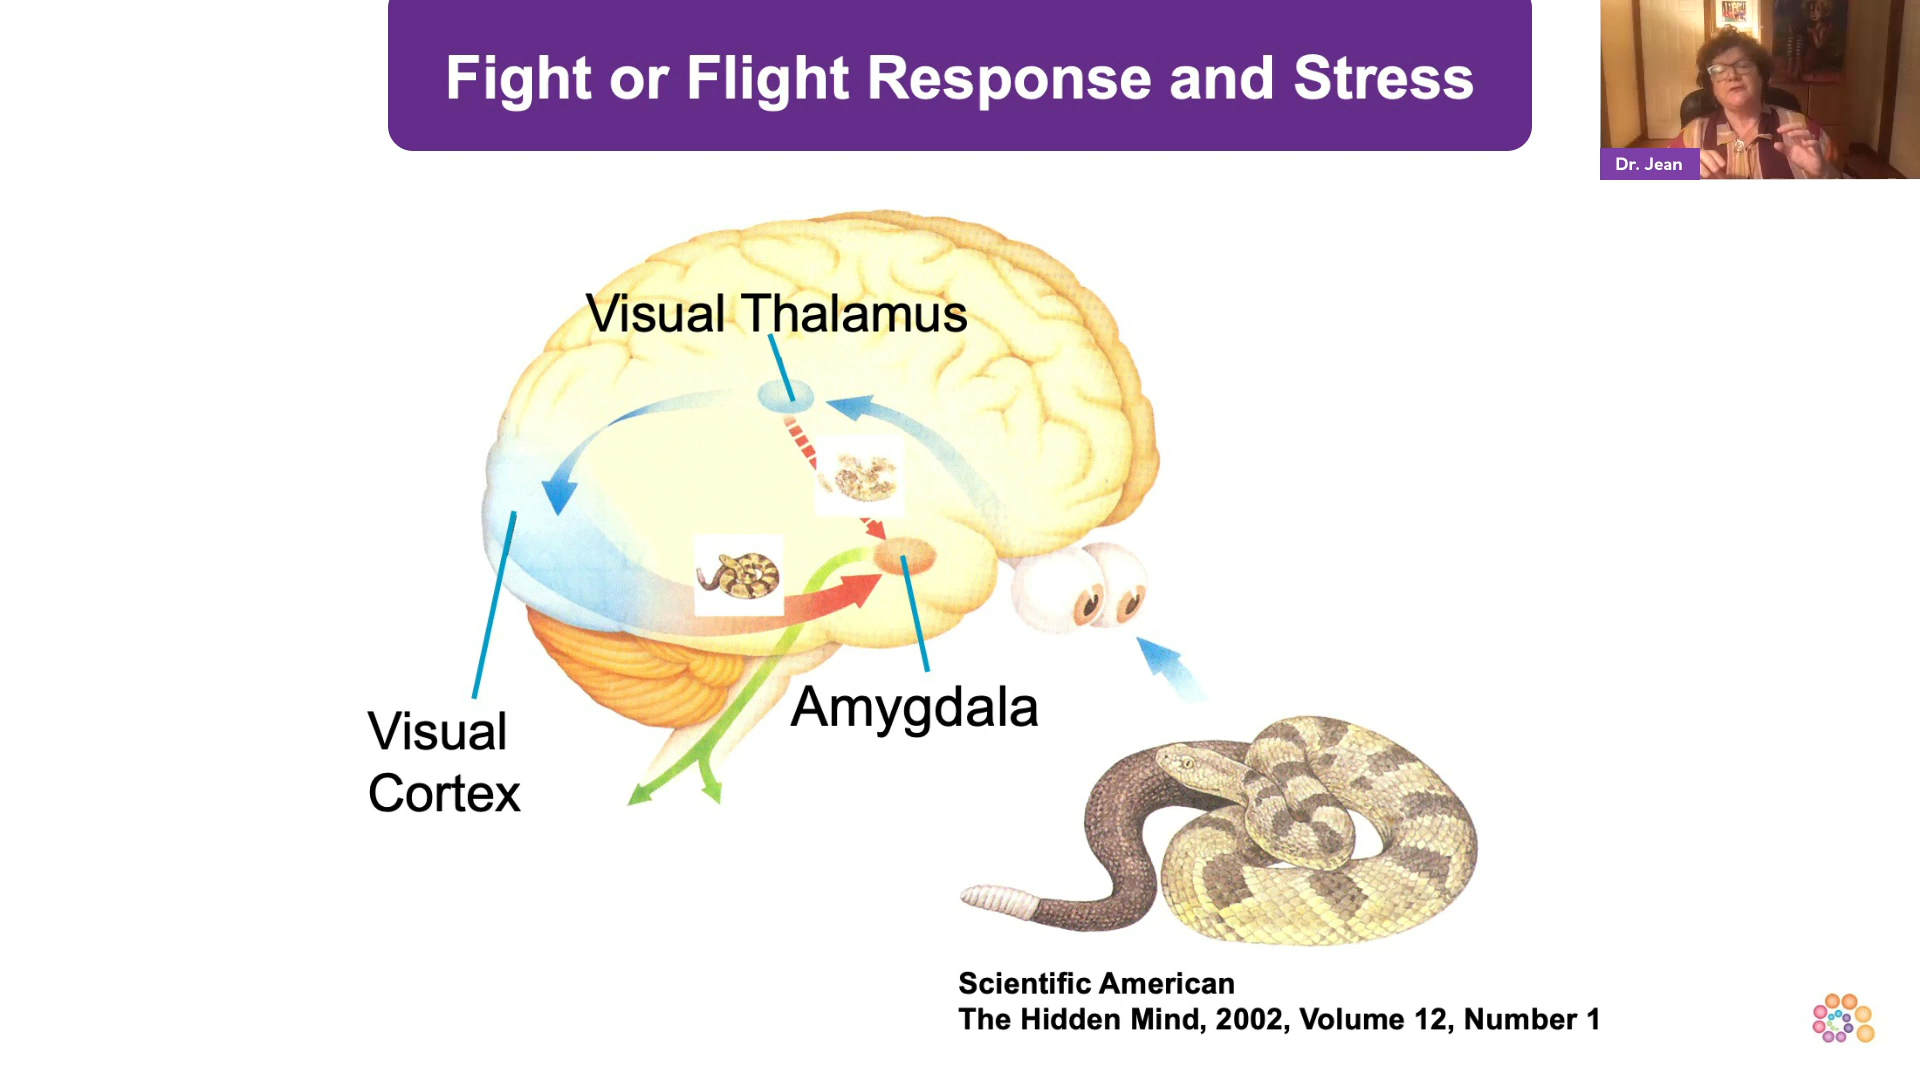 Fight or Flight Response and Stress
Dr. Jean
Visual Thalamus
Amygdala
Visual
Cortex
Scientific American
The Hidden Mind, 2002, Volume 12, Number 1